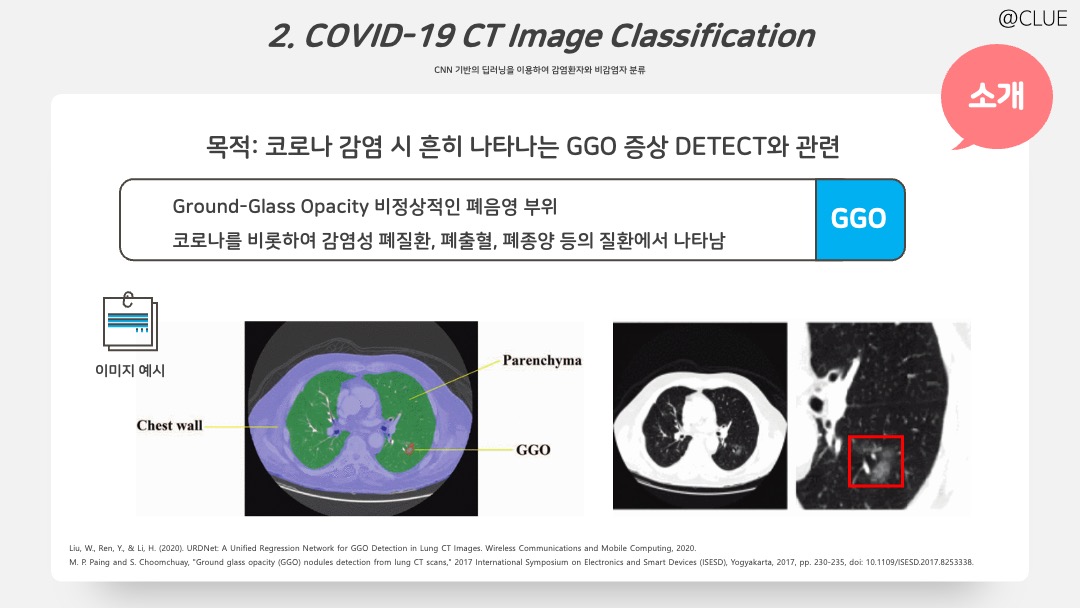 @CLUE
2. COVID-19 CT Image Classification
CNN 기반의 딥러닝을 이용하여 감염환자와 비감염자 분류
소개
목적: 코로나 감염 시 흔히 나타나는 GGO 증상 DETECT와 관련
Ground-Glass Opacity 비정상적인 폐음영 부위
코로나를 비롯하여 감염성 폐질환, 폐출혈, 폐종양 등의 질환에서 나타남
GGO
이미지 예시
Parenchyma
Chest wall
GGO
Liu, W., Ren, Y., & Li, H. (2020). URDNet: A Unified Regression Network for GGO Detection in Lung CT Images. Wireless Communications and Mobile Computing, 2020.
M. P. Paing and S. Choomchuay, "Ground glass opacity (GGO) nodules detection from lung CT scans," 2017 International Symposium on Electronics and Smart Devices (ISESD), Yogyakarta, 2017, pp. 230-235, doi: 10.1109/ISESD.2017.8253338.